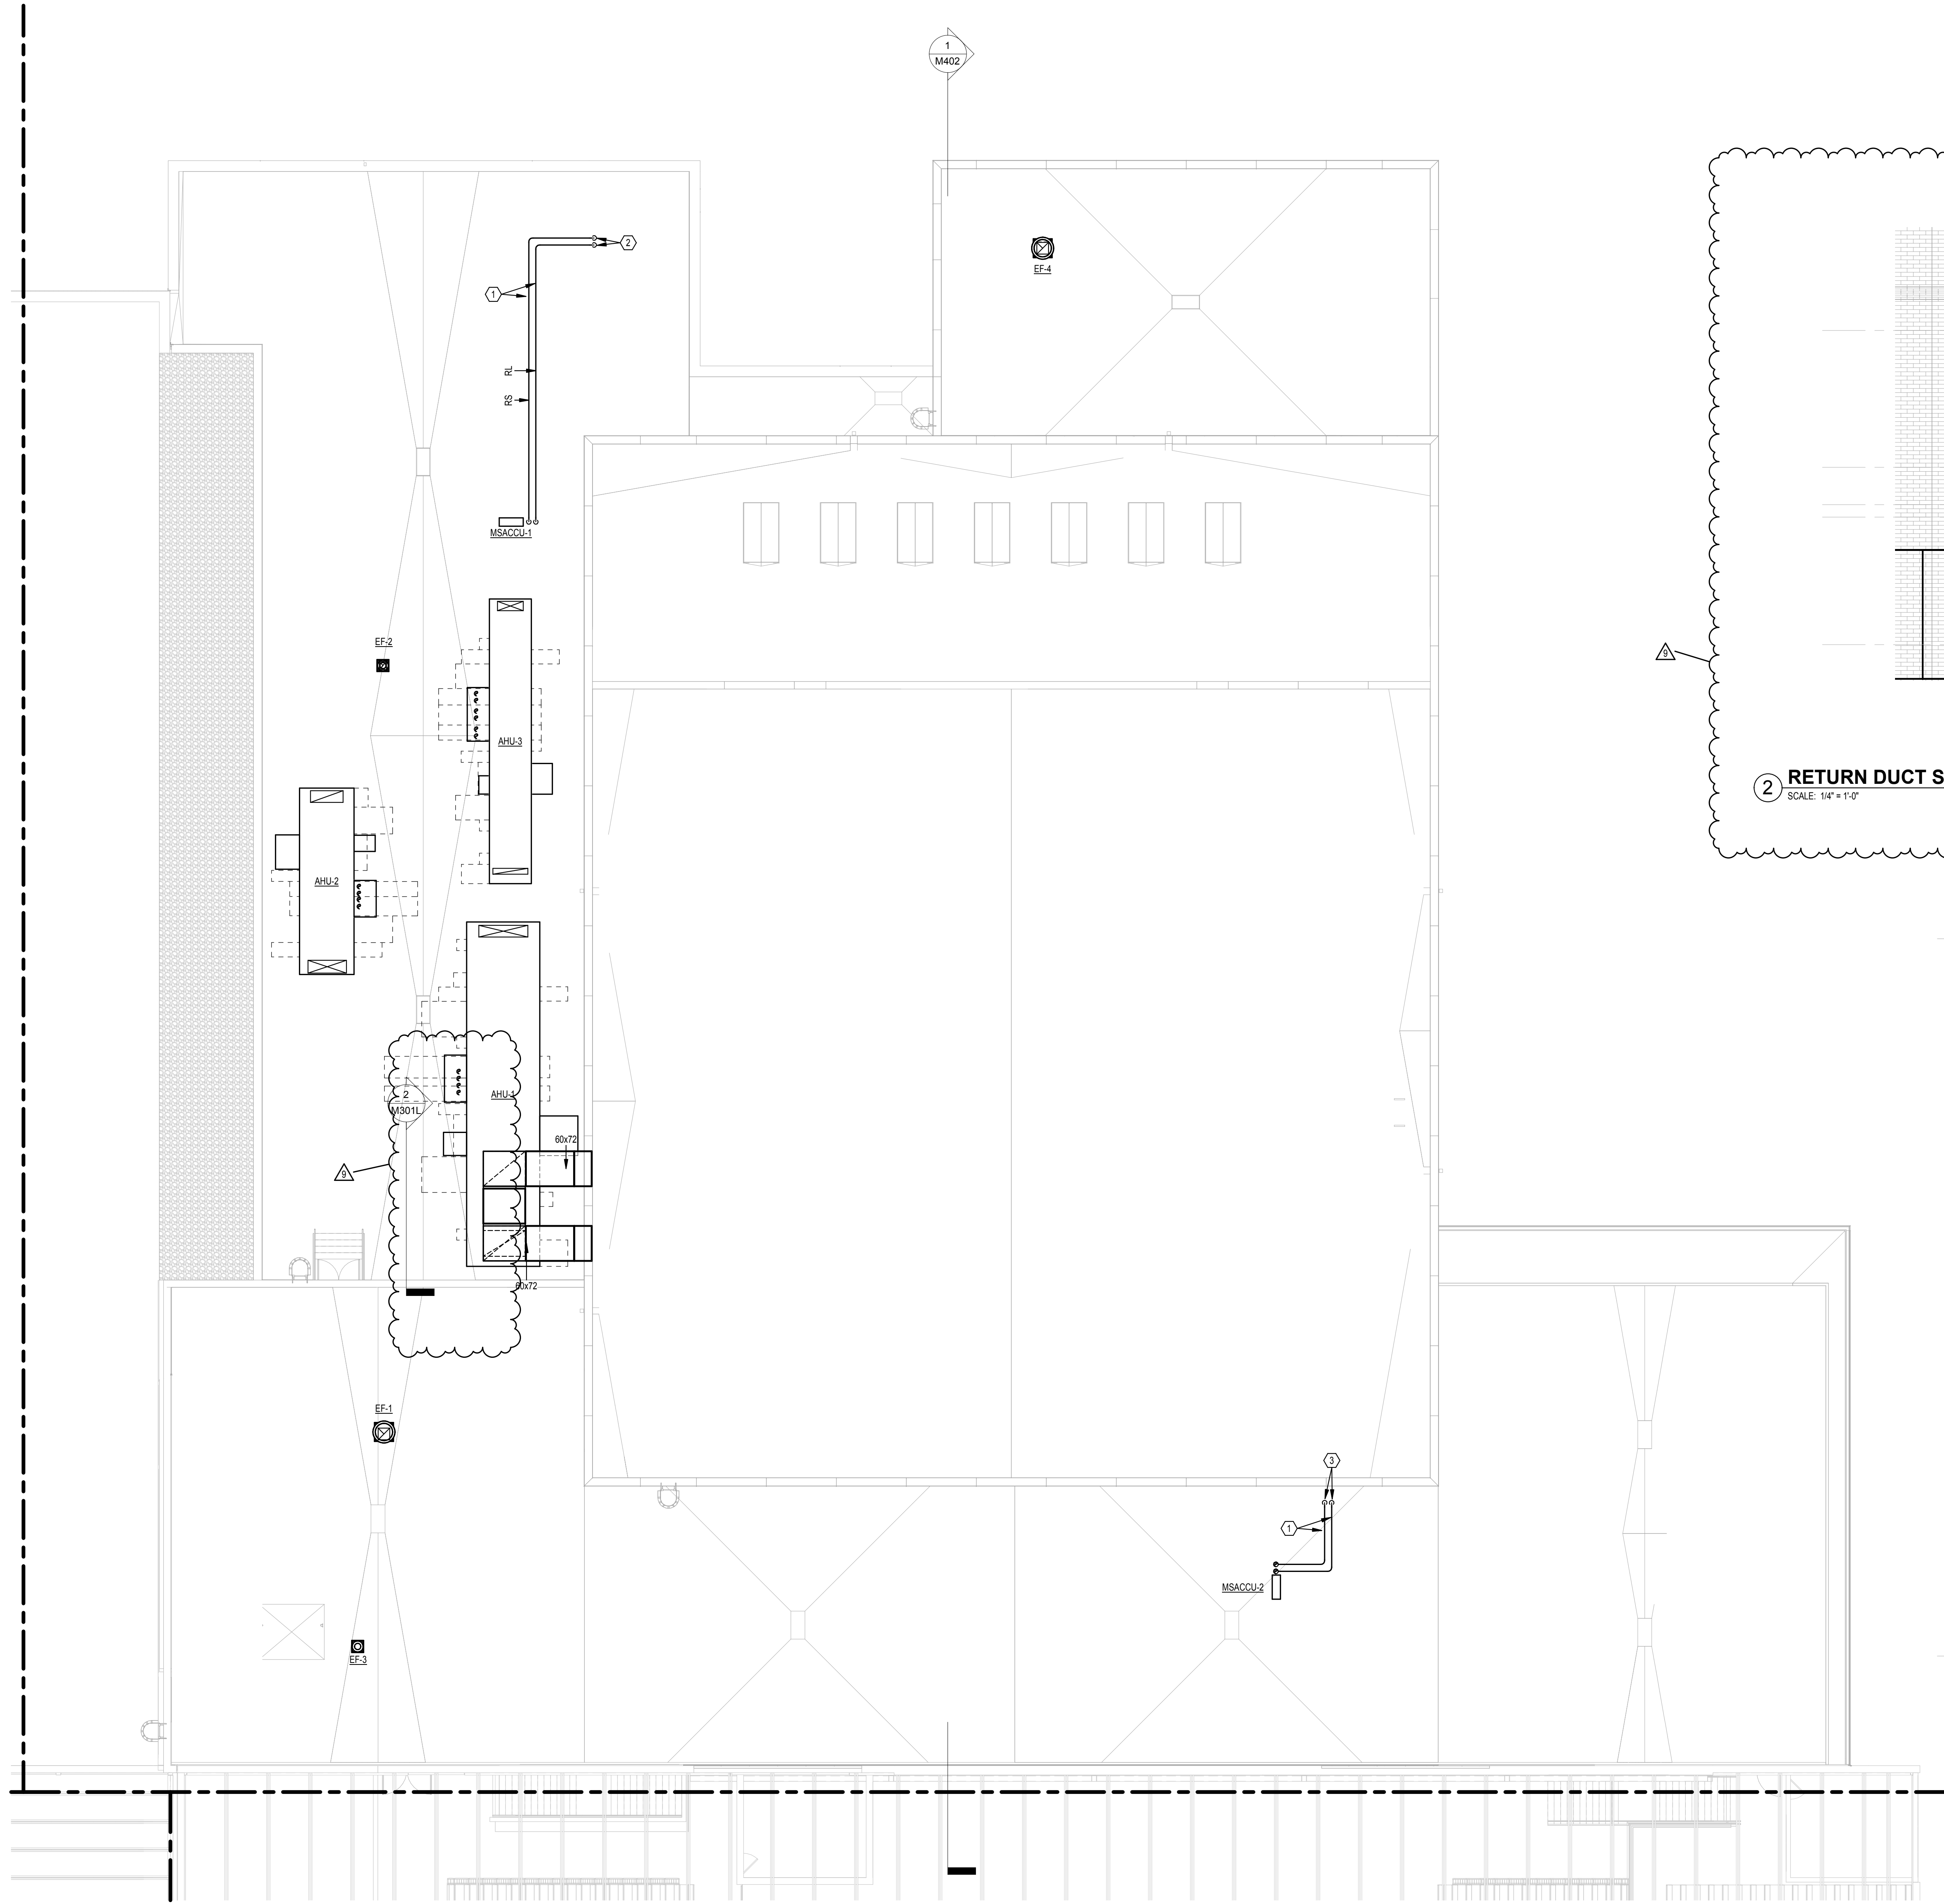 1
M402
2
EF-4
1
RL
RS
MSACCU-1
EF-2
9
AHU-3
2
RETURN DUCT S
SCALE: 1/4" = 1'-0"
AHU-2
AHU-1
2
M301L
60x72
9
60x72
EF-1
3
1
MSACCU-2
EF-3